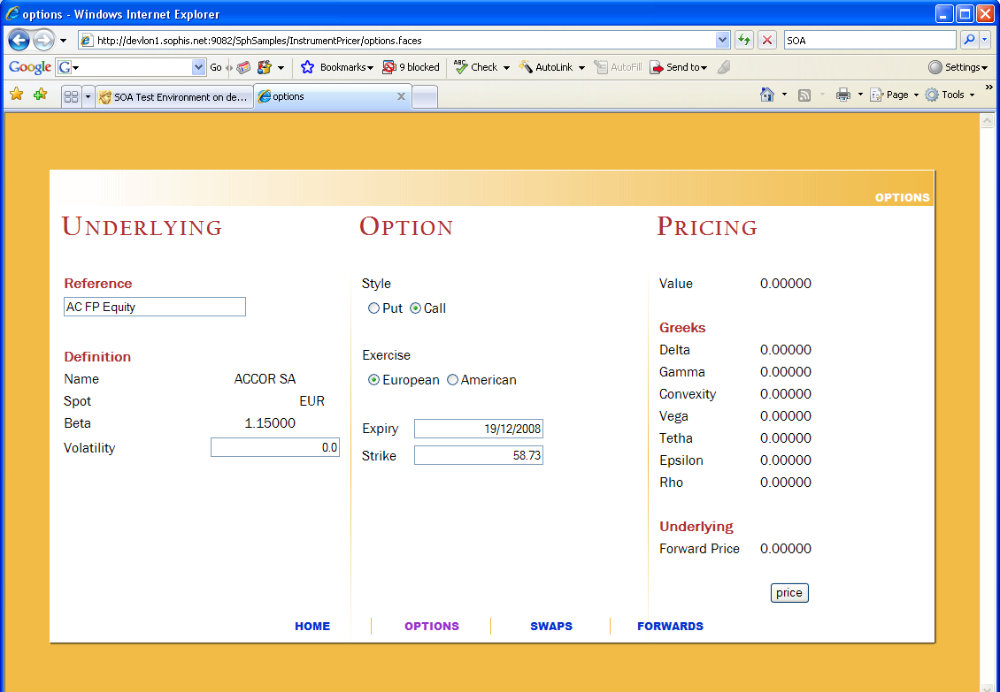 options - Windows Internet Explorer
http://devlon1.sophis.net:9082/SphSamples/InstrumentPricer/options.faces
SOA
Google G Go Bookmarks 9 blocked ABC Check AutoLink AutoFill Send to Settings
SOA Test Environment on de... options Page Tools
OPTIONS
UNDERLYING
Reference
AC FP Equity
Definition
Name ACCOR SA
Spot EUR
Beta 1.15000
Volatility 0.0
OPTION
Style
Put Call
Exercise
European American
Expiry 19/12/2008
Strike 58.73
PRICING
Value 0.00000
Greeks
Delta 0.00000
Gamma 0.00000
Convexity 0.00000
Vega 0.00000
Tetha 0.00000
Epsilon 0.00000
Rho 0.00000
Underlying
Forward Price 0.00000
price
HOME OPTIONS SWAPS FORWARDS